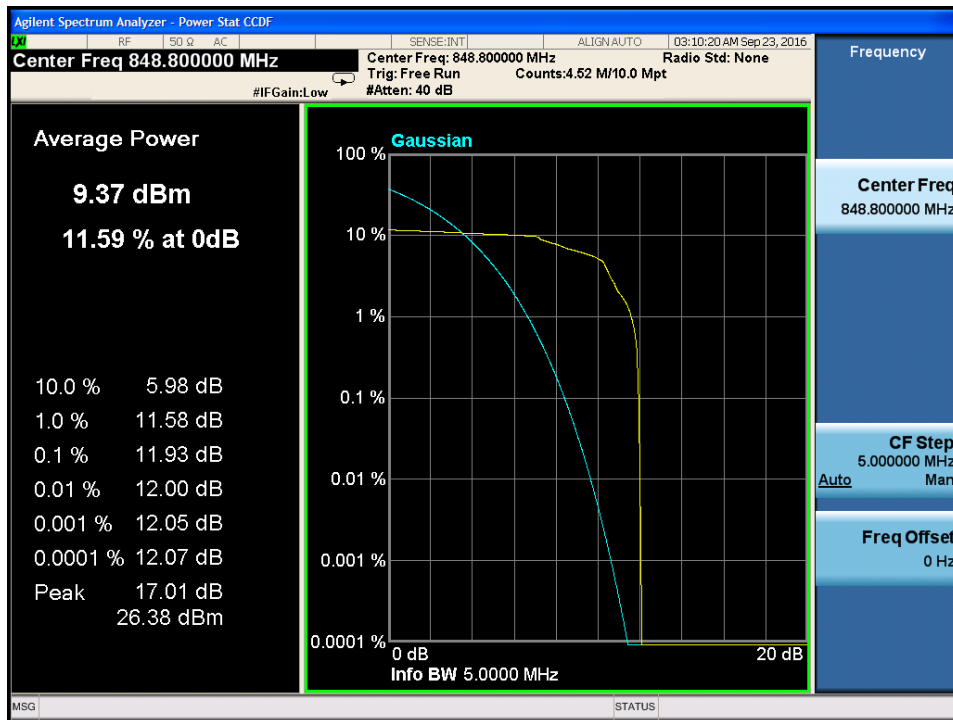 Agilent Spectrum Analyzer - Power Stat CCDF
LXI RF 50 Ω AC SENSE:INT ALIGN AUTO 03:10:20 AM Sep 23, 2016
Center Freq 848.800000 MHz
Center Freq: 848.800000 MHz Radio Std: None
Trig: Free Run Counts:4.52 M/10.0 Mpt
#IFGain:Low #Atten: 40 dB
Frequency
Average Power
9.37 dBm
11.59 % at 0dB
10.0 % 5.98 dB
1.0 % 11.58 dB
0.1 % 11.93 dB
0.01 % 12.00 dB
0.001 % 12.05 dB
0.0001 % 12.07 dB
Peak 17.01 dB
26.38 dBm
Gaussian
100 %
10 %
1 %
0.1 %
0.01 %
0.001 %
0.0001 %
0 dB 20 dB
Info BW 5.0000 MHz
Center Freq
848.800000 MHz
CF Step
5.000000 MHz
Auto Man
Freq Offset
0 Hz
MSG STATUS